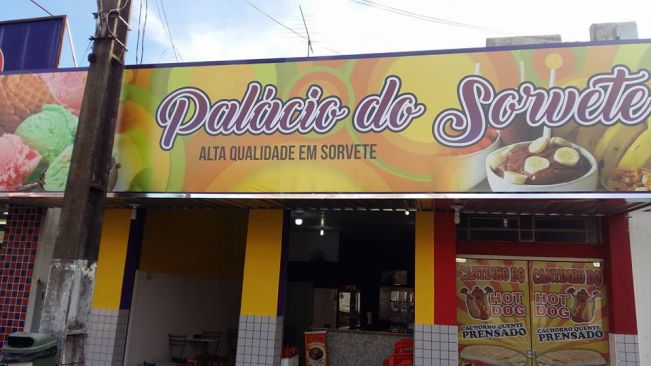 Palácio do Sorvete
ALTA QUALIDADE EM SORVETE
CANTINHO DO
HOT
DOG
CACHORRO QUENTE
PRENSADO
CANTINHO DO
HOT
DOG
CACHORRO QUENTE
PRENSADO